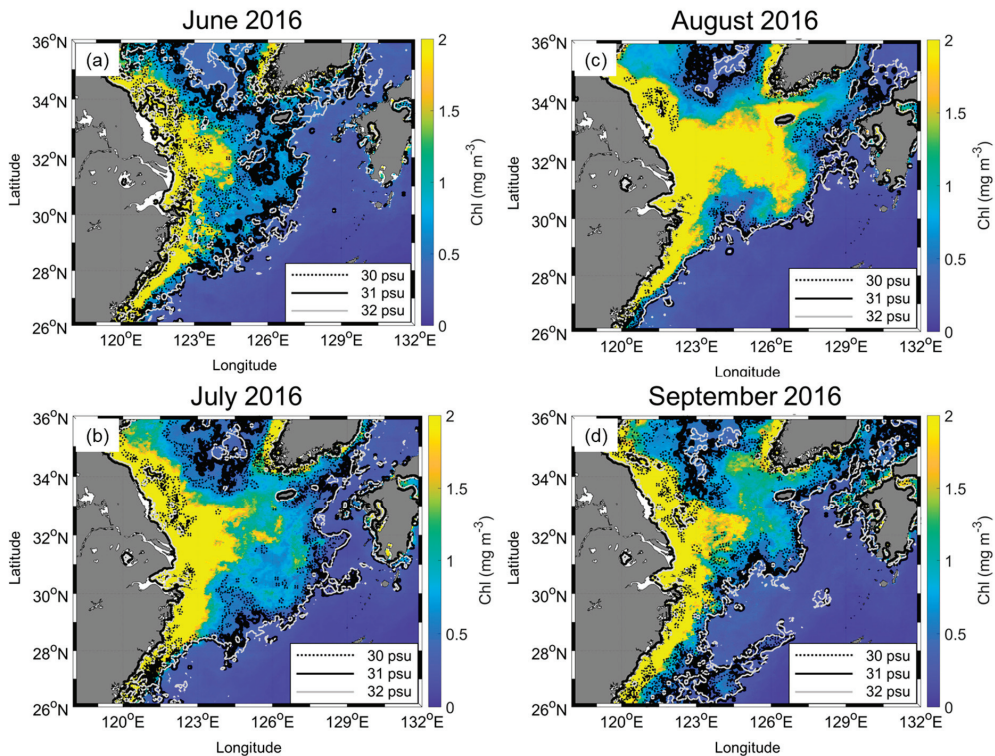 June 2016
(a)
36°N
34°N
32°N
30°N
28°N
26°N
Latitude
120°E 123°E 126°E 129°E 132°E
Longitude
30 psu
31 psu
32 psu
2
1.5
1
0.5
0
Chl (mg m⁻³)
August 2016
(c)
36°N
34°N
32°N
30°N
28°N
26°N
Latitude
120°E 123°E 126°E 129°E 132°E
Longitude
30 psu
31 psu
32 psu
2
1.5
1
0.5
0
Chl (mg m⁻³)
July 2016
(b)
36°N
34°N
32°N
30°N
28°N
26°N
Latitude
120°E 123°E 126°E 129°E 132°E
Longitude
30 psu
31 psu
32 psu
2
1.5
1
0.5
0
Chl (mg m⁻³)
September 2016
(d)
36°N
34°N
32°N
30°N
28°N
26°N
Latitude
120°E 123°E 126°E 129°E 132°E
Longitude
30 psu
31 psu
32 psu
2
1.5
1
0.5
0
Chl (mg m⁻³)